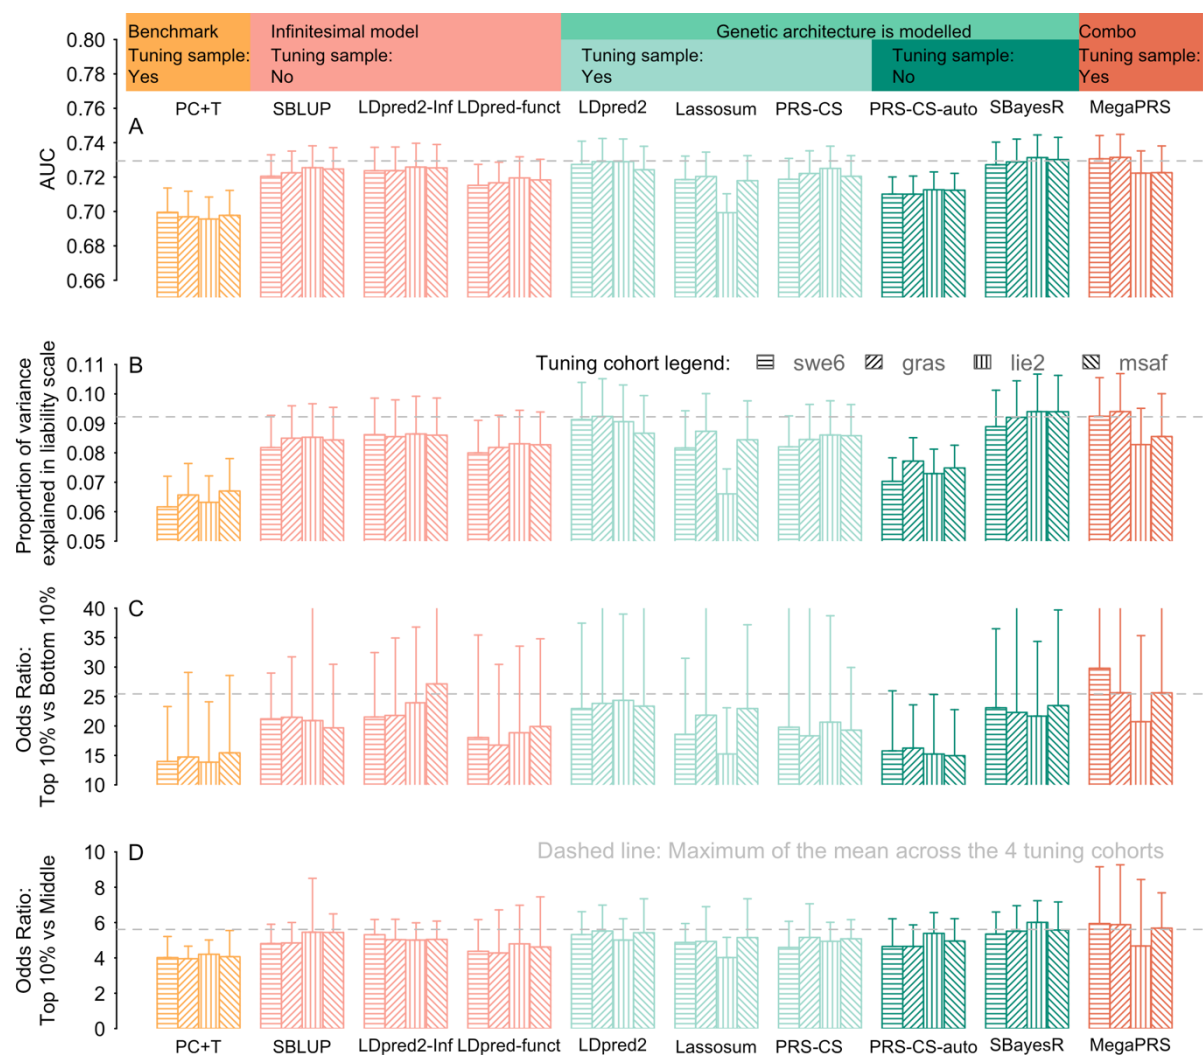 Benchmark
Tuning sample:
Yes
Infinitesimal model
Tuning sample:
No
Genetic architecture is modelled
Tuning sample:
Yes
Tuning sample:
No
Combo
Tuning sample:
Yes
PC+T SBLUP LDpred2-Inf LDpred-funct LDpred2 Lassosum PRS-CS PRS-CS-auto SBayesR MegaPRS
A
AUC
0.80
0.78
0.76
0.74
0.72
0.70
0.68
0.66
B
Tuning cohort legend: swe6 gras lie2 msaf
Proportion of variance
explained in liability scale
0.11
0.10
0.09
0.08
0.07
0.06
0.05
C
Odds Ratio:
Top 10% vs Bottom 10%
40
35
30
25
20
15
10
D
Dashed line: Maximum of the mean across the 4 tuning cohorts
Odds Ratio:
Top 10% vs Middle
10
8
6
4
2
0
PC+T SBLUP LDpred2-Inf LDpred-funct LDpred2 Lassosum PRS-CS PRS-CS-auto SBayesR MegaPRS